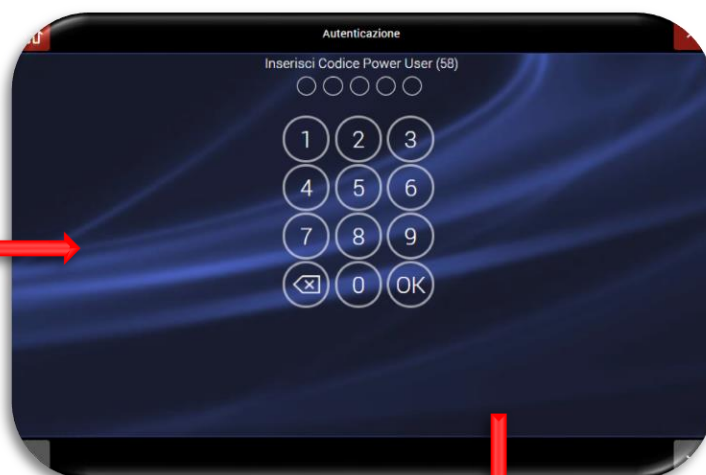 Autenticazione
Inserisci Codice Power User (58)
1 2 3
4 5 6
7 8 9
0 OK